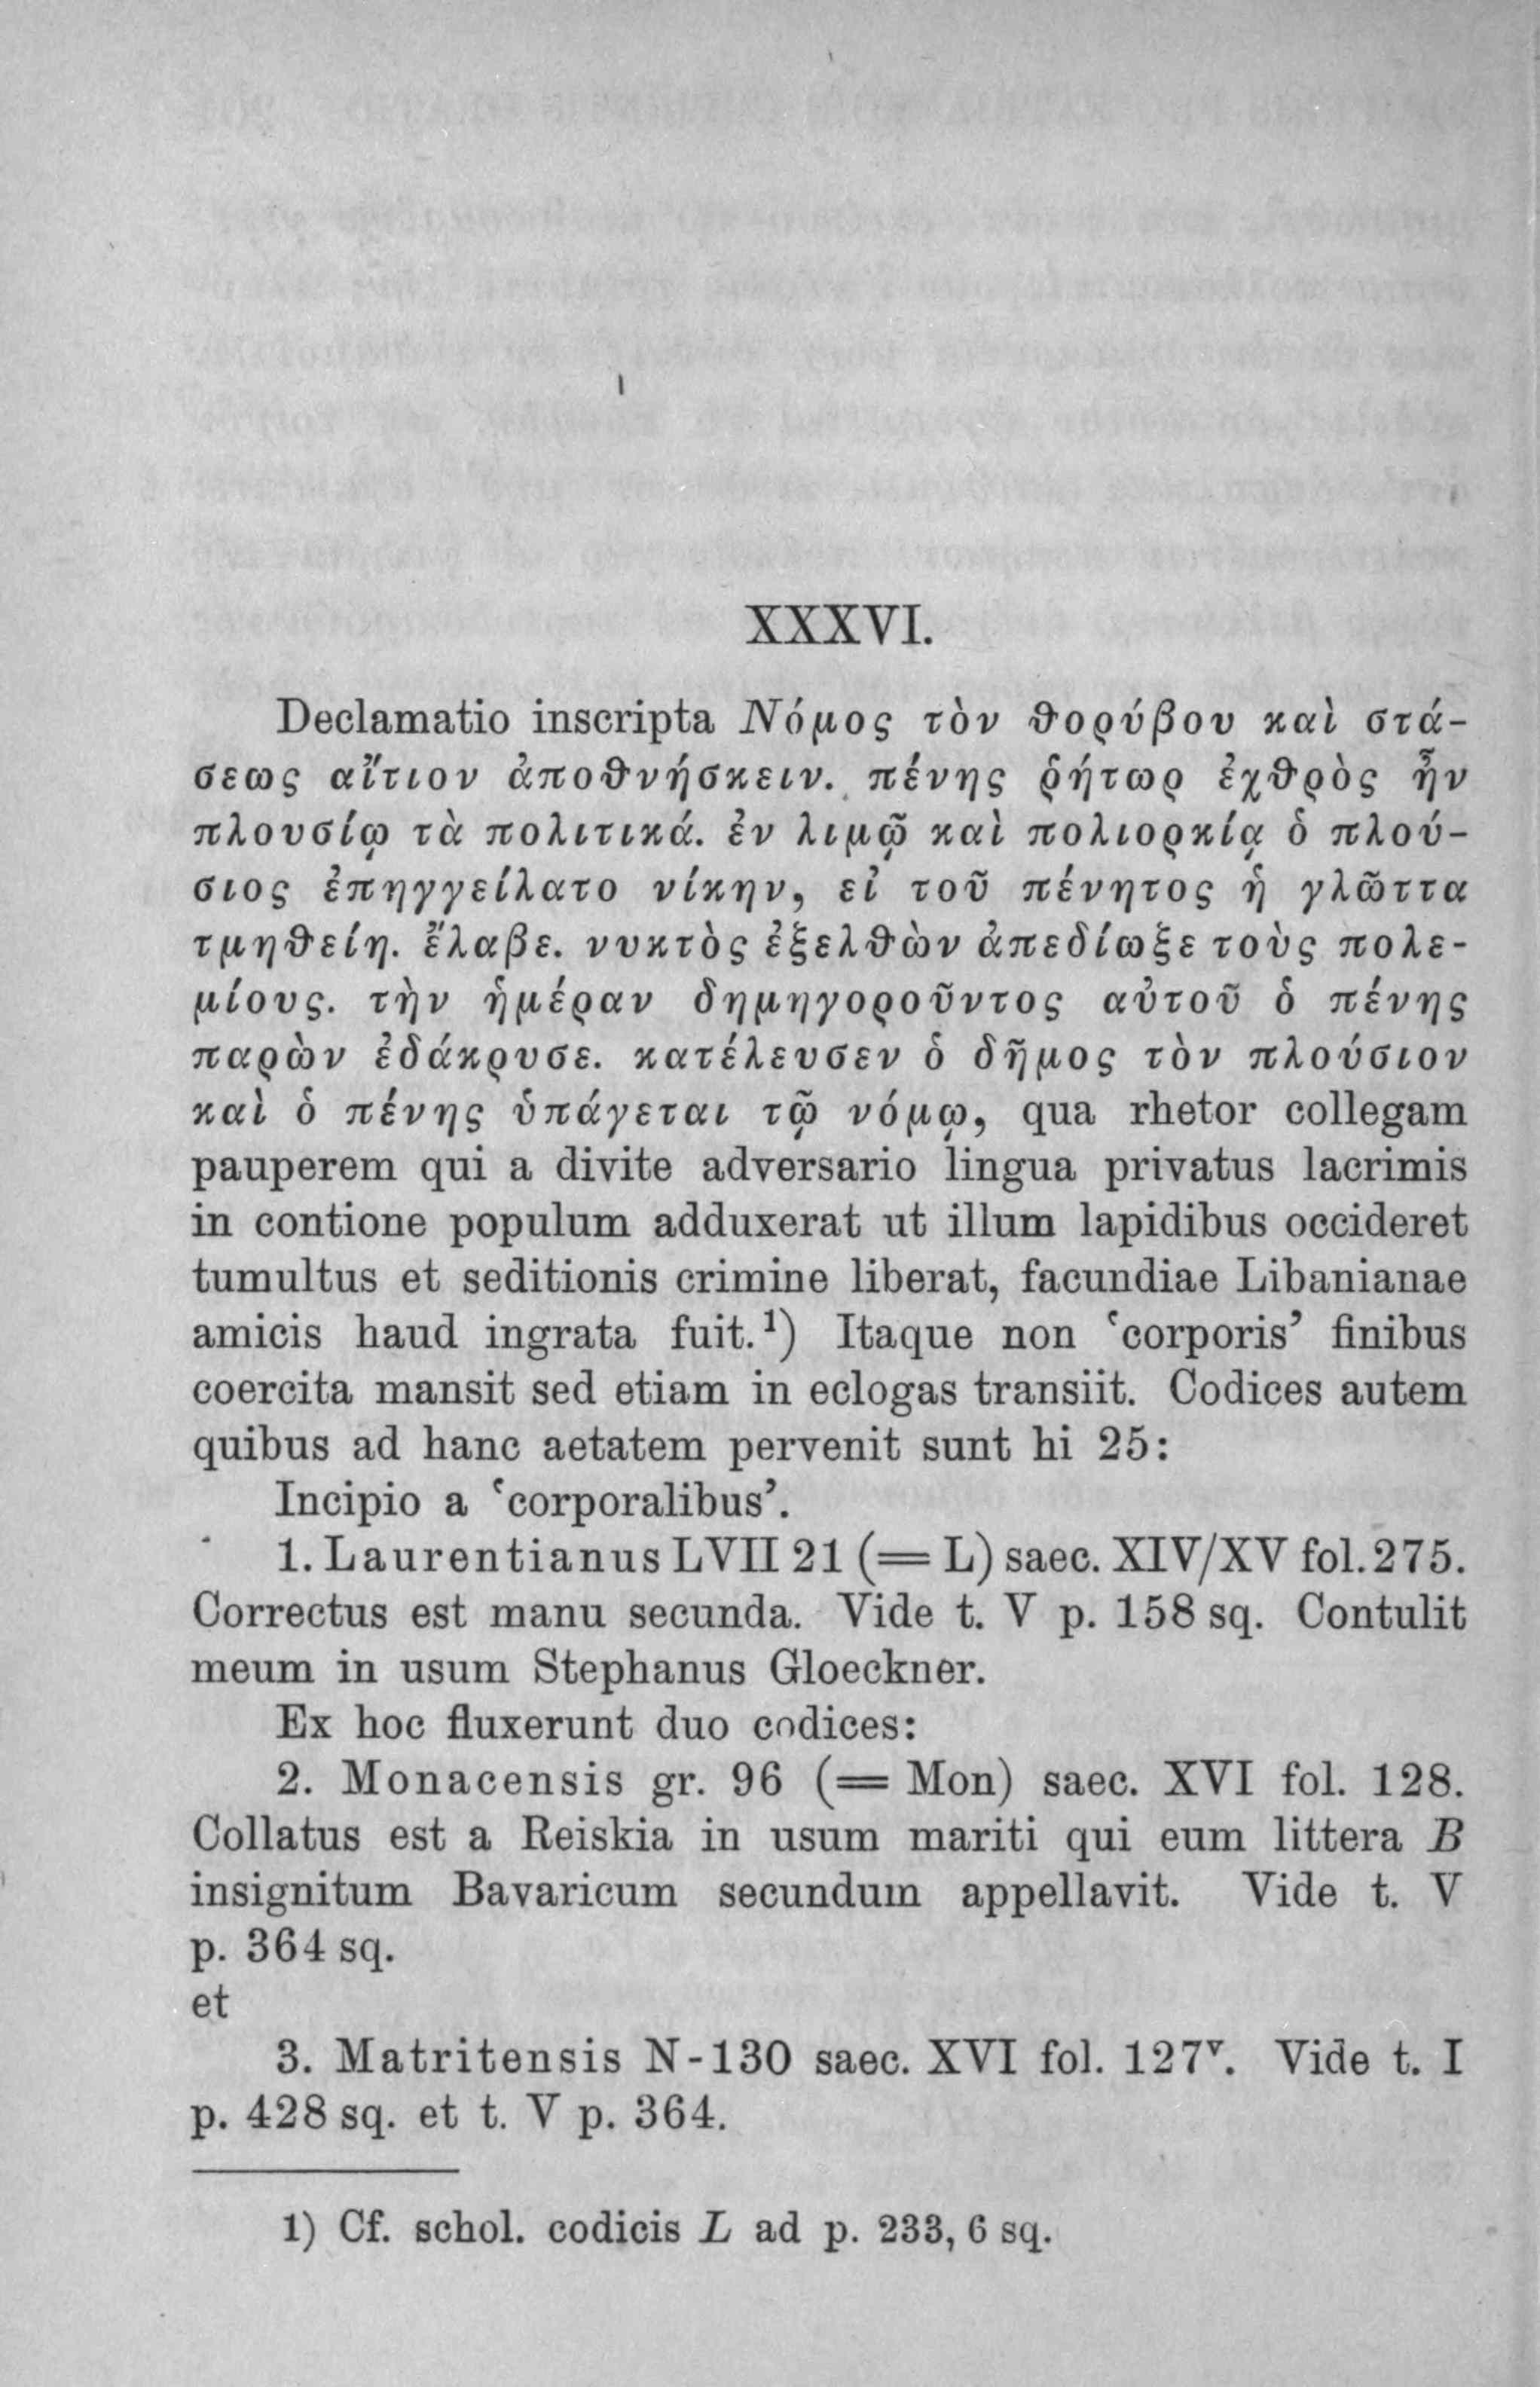 XXXVI.
Declamatio inscripta Νόμος τὸν ϑορύβου καὶ στά-
σεως αἴτιον ἀποϑνήσκειν. πένης ῥήτωρ ἐχϑρὸς ἦν
πλουσίῳ τὰ πολιτικά. ἐν λιμῷ καὶ πολιορκίᾳ ὁ πλού-
σιος ἐπηγγείλατο νίκην, εἰ τοῦ πένητος ἡ γλῶττα
τμηϑείη. ἔλαβε. νυκτὸς ἐξελϑὼν ἀπεδίωξε τοὺς πολε-
μίους. τὴν ἡμέραν δημηγοροῦντος αὐτοῦ ὁ πένης
παρὼν ἐδάκρυσε. κατέλευσεν ὁ δῆμος τὸν πλούσιον
καὶ ὁ πένης ὑπάγεται τῷ νόμῳ, qua rhetor collegam
pauperem qui a divite adversario lingua privatus lacrimis
in contione populum adduxerat ut illum lapidibus occideret
tumultus et seditionis crimine liberat, facundiae Libanianae
amicis haud ingrata fuit.¹) Itaque non ‘corporis’ finibus
coercita mansit sed etiam in eclogas transiit. Codices autem
quibus ad hanc aetatem pervenit sunt hi 25:
Incipio a ‘corporalibus’.
1. Laurentianus LVII 21 (= L) saec. XIV/XV fol. 275.
Correctus est manu secunda. Vide t. V p. 158 sq. Contulit
meum in usum Stephanus Gloeckner.
Ex hoc fluxerunt duo codices:
2. Monacensis gr. 96 (= Mon) saec. XVI fol. 128.
Collatus est a Reiskia in usum mariti qui eum littera B
insignitum Bavaricum secundum appellavit. Vide t. V
p. 364 sq.
et
3. Matritensis N-130 saec. XVI fol. 127ᵛ. Vide t. I
p. 428 sq. et t. V p. 364.
1) Cf. schol. codicis L ad p. 233, 6 sq.